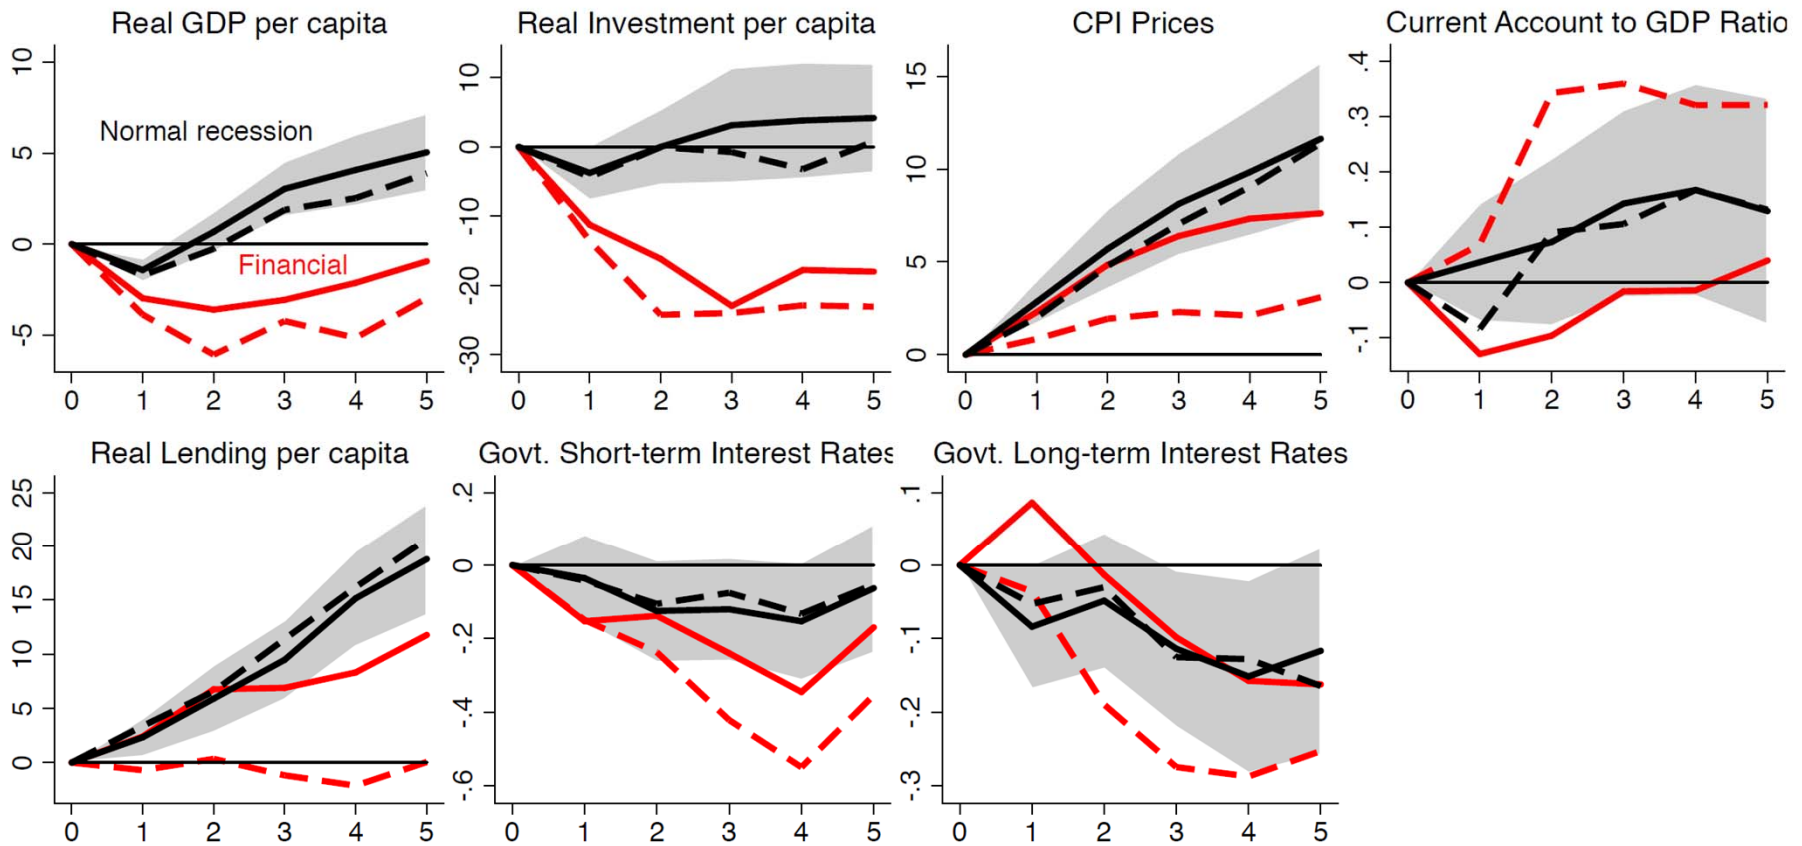 Real GDP per capita
10
5
0
-5
Normal recession
Financial
0 1 2 3 4 5
Real Investment per capita
10
0
-10
-20
-30
0 1 2 3 4 5
CPI Prices
15
10
5
0
0 1 2 3 4 5
Current Account to GDP Ratio
.4
.3
.2
.1
0
-.1
0 1 2 3 4 5
Real Lending per capita
25
20
15
10
5
0
0 1 2 3 4 5
Govt. Short-term Interest Rates
.2
0
-.2
-.4
-.6
0 1 2 3 4 5
Govt. Long-term Interest Rates
.1
0
-.1
-.2
-.3
0 1 2 3 4 5